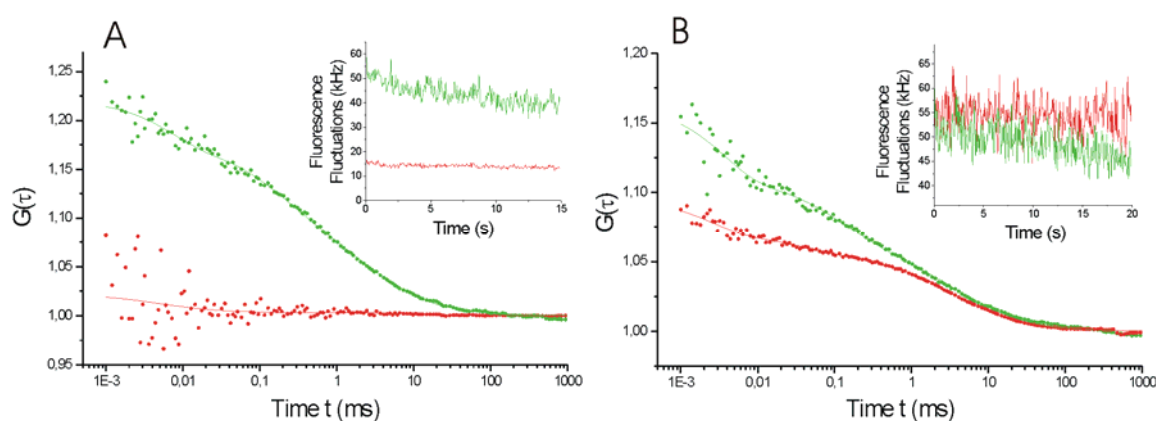 A
1,25
1,20
1,15
1,10
1,05
1,00
0,95
G(τ)
1E-3 0,01 0,1 1 10 100 1000
Time t (ms)
Fluorescence
Fluctuations (kHz)
60
50
40
30
20
10
0
0 5 10 15
Time (s)
B
1,20
1,15
1,10
1,05
1,00
G(τ)
1E-3 0,01 0,1 1 10 100 1000
Time t (ms)
Fluorescence
Fluctuations (kHz)
65
60
55
50
45
40
0 5 10 15 20
Time (s)